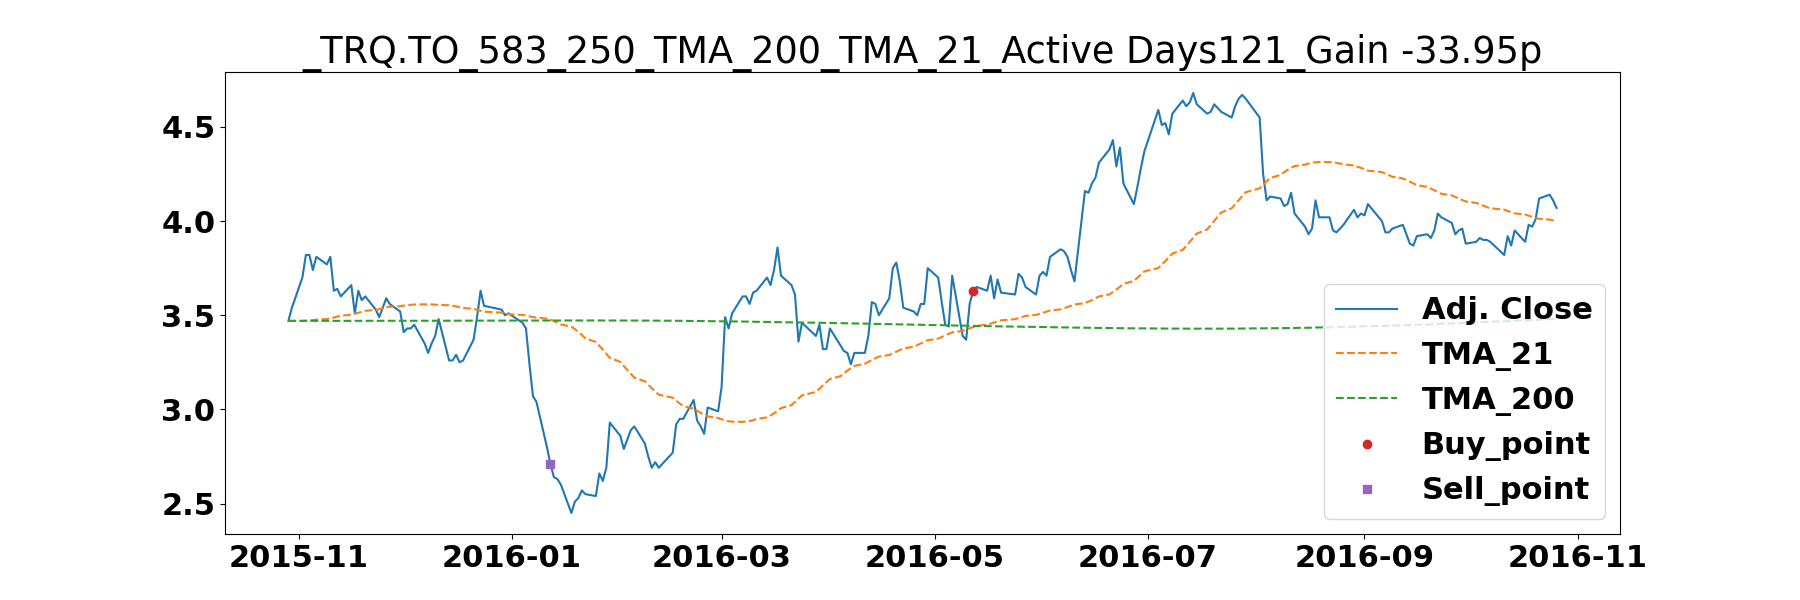 _TRQ.TO_583_250_TMA_200_TMA_21_Active Days121_Gain -33.95p
4.5
4.0
3.5
3.0
2.5
Adj. Close
TMA_21
TMA_200
Buy_point
Sell_point
2015-11 2016-01 2016-03 2016-05 2016-07 2016-09 2016-11